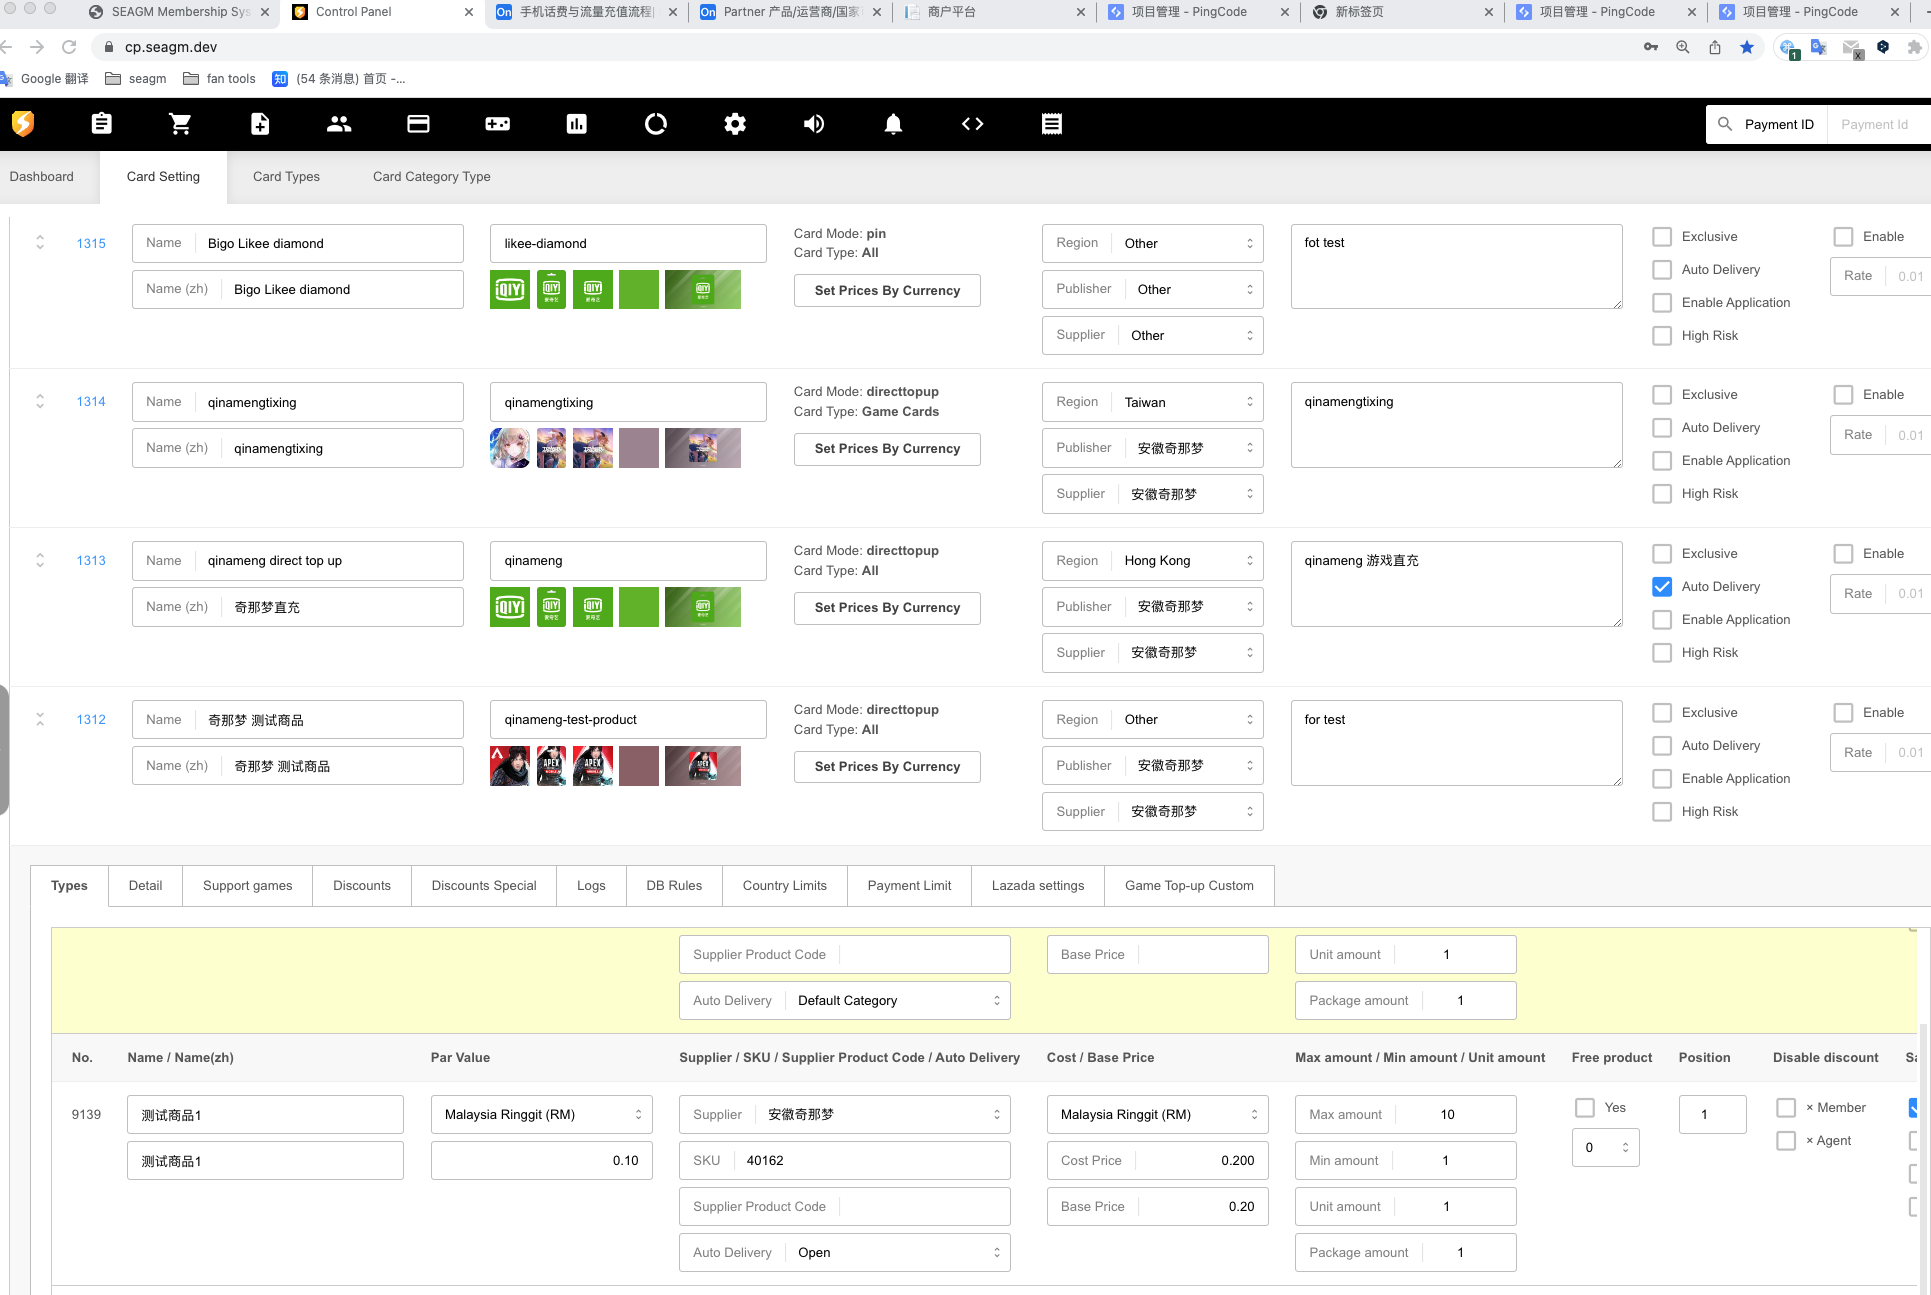 SEAGM Membership Sys
Control Panel
On 手机话费与流量充值流程
On Partner 产品/运营商/国家
商户平台
项目管理 - PingCode
新标签页
项目管理 - PingCode
项目管理 - PingCode
cp.seagm.dev
Google 翻译
seagm
fan tools
知 (54 条消息) 首页 -...
Payment ID Payment Id
Dashboard
Card Setting
Card Types
Card Category Type
1315
Name Bigo Likee diamond
Name (zh) Bigo Likee diamond
likee-diamond
Card Mode: pin
Card Type: All
Set Prices By Currency
Region Other
Publisher Other
Supplier Other
fot test
Exclusive
Auto Delivery
Enable Application
High Risk
Enable
Rate 0.01
1314
Name qinamengtixing
Name (zh) qinamengtixing
qinamengtixing
Card Mode: directtopup
Card Type: Game Cards
Set Prices By Currency
Region Taiwan
Publisher 安徽奇那梦
Supplier 安徽奇那梦
qinamengtixing
Exclusive
Auto Delivery
Enable Application
High Risk
Enable
Rate 0.01
1313
Name qinameng direct top up
Name (zh) 奇那梦直充
qinameng
Card Mode: directtopup
Card Type: All
Set Prices By Currency
Region Hong Kong
Publisher 安徽奇那梦
Supplier 安徽奇那梦
qinameng 游戏直充
Exclusive
Auto Delivery
Enable Application
High Risk
Enable
Rate 0.01
1312
Name 奇那梦 测试商品
Name (zh) 奇那梦 测试商品
qinameng-test-product
Card Mode: directtopup
Card Type: All
Set Prices By Currency
Region Other
Publisher 安徽奇那梦
Supplier 安徽奇那梦
for test
Exclusive
Auto Delivery
Enable Application
High Risk
Enable
Rate 0.01
Types
Detail
Support games
Discounts
Discounts Special
Logs
DB Rules
Country Limits
Payment Limit
Lazada settings
Game Top-up Custom
Supplier Product Code
Base Price
Unit amount 1
Auto Delivery Default Category
Package amount 1
No.
Name / Name(zh)
Par Value
Supplier / SKU / Supplier Product Code / Auto Delivery
Cost / Base Price
Max amount / Min amount / Unit amount
Free product
Position
Disable discount
9139
测试商品1
测试商品1
Malaysia Ringgit (RM)
0.10
Supplier 安徽奇那梦
SKU 40162
Supplier Product Code
Auto Delivery Open
Malaysia Ringgit (RM)
Cost Price 0.200
Base Price 0.20
Max amount 10
Min amount 1
Unit amount 1
Package amount 1
Yes
0
1
× Member
× Agent